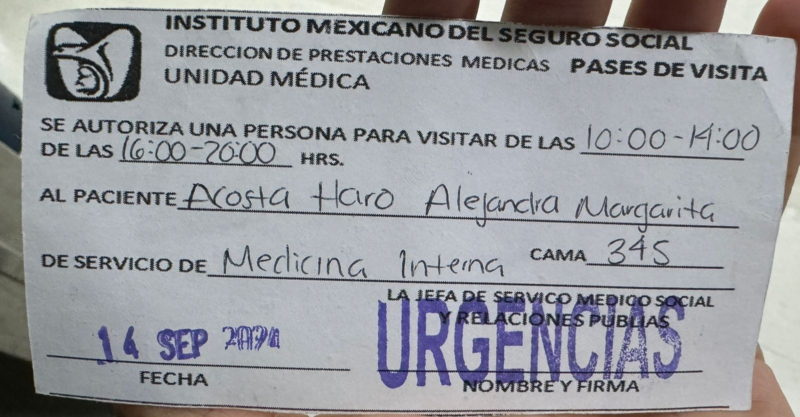 INSTITUTO MEXICANO DEL SEGURO SOCIAL
DIRECCION DE PRESTACIONES MEDICAS PASES DE VISITA
UNIDAD MÉDICA
SE AUTORIZA UNA PERSONA PARA VISITAR DE LAS 10:00-14:00
DE LAS 16:00-20:00 HRS.
AL PACIENTE Acosta Haro Alejandra Margarita
DE SERVICIO DE Medicina Interna CAMA 345
LA JEFA DE SERVICO MEDICO SOCIAL
Y RELACIONES PUBLIAS
URGENCIAS
14 SEP 2024
FECHA
NOMBRE Y FIRMA